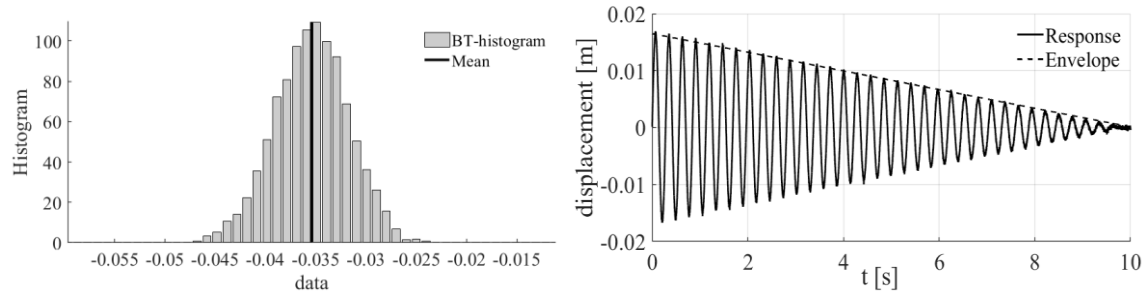 100
80
60
40
20
0
Histogram
BT-histogram
Mean
-0.055 -0.05 -0.045 -0.04 -0.035 -0.03 -0.025 -0.02 -0.015
data
0.02
0.01
0
-0.01
-0.02
displacement [m]
Response
Envelope
0 2 4 6 8 10
t [s]